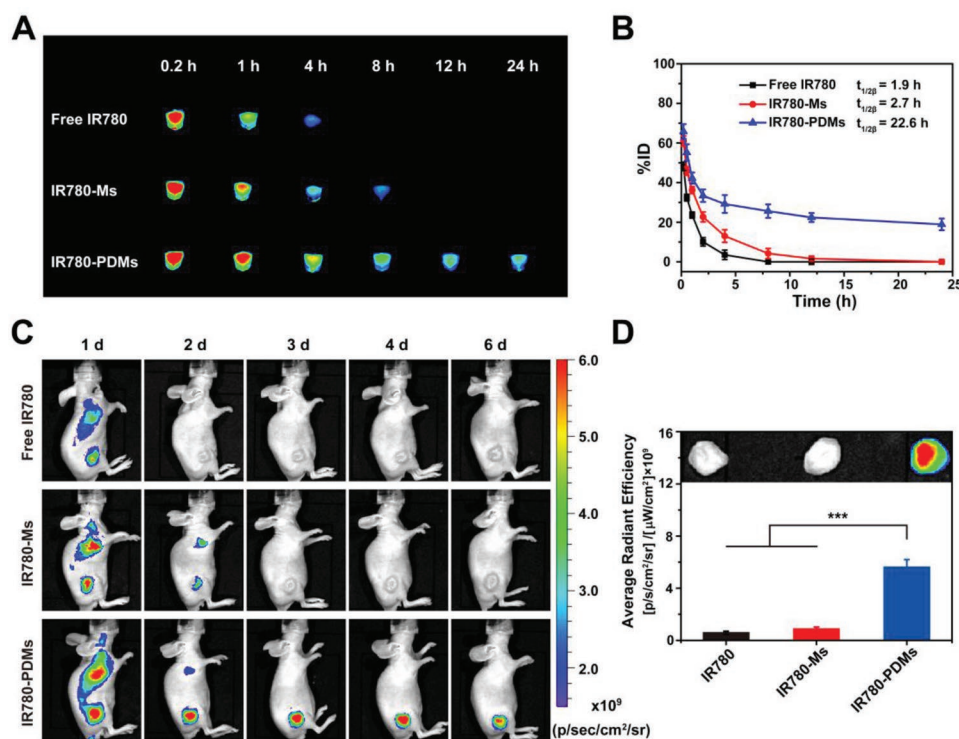 A
0.2 h 1 h 4 h 8 h 12 h 24 h
Free IR780
IR780-Ms
IR780-PDMs
B
Free IR780 t1/2β = 1.9 h
IR780-Ms t1/2β = 2.7 h
IR780-PDMs t1/2β = 22.6 h
%ID
100
80
60
40
20
0
0 5 10 15 20 25
Time (h)
C
1 d 2 d 3 d 4 d 6 d
Free IR780
IR780-Ms
IR780-PDMs
6.0
5.0
4.0
3.0
2.0
x10⁹
(p/sec/cm²/sr)
D
Average Radiant Efficiency
[p/s/cm²/sr] /[μW/cm²]×10⁹
16
12
8
4
0
***
IR780
IR780-Ms
IR780-PDMs